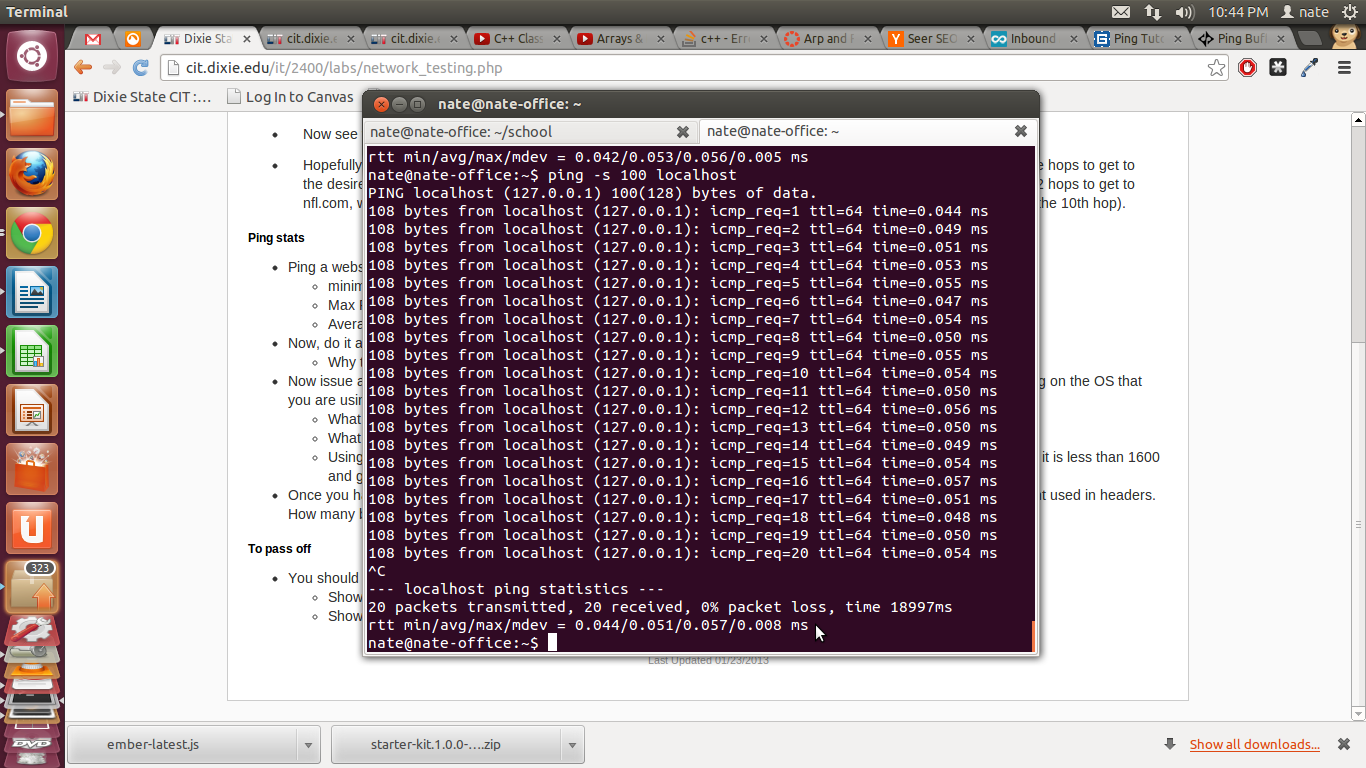 Terminal
10:44 PM nate
Dixie Sta
cit.dixie.e
cit.dixie.
C++ Class
Arrays &
c++ - Erro
Arp and
Seer SEO
Inbound
Ping Tuto
Ping Buf
cit.dixie.edu/it/2400/labs/network_testing.php
Dixie State CIT :… Log In to Canvas
nate@nate-office: ~
nate@nate-office: ~/school
nate@nate-office: ~
rtt min/avg/max/mdev = 0.042/0.053/0.056/0.005 ms
nate@nate-office:~$ ping -s 100 localhost
PING localhost (127.0.0.1) 100(128) bytes of data.
108 bytes from localhost (127.0.0.1): icmp_req=1 ttl=64 time=0.044 ms
108 bytes from localhost (127.0.0.1): icmp_req=2 ttl=64 time=0.049 ms
108 bytes from localhost (127.0.0.1): icmp_req=3 ttl=64 time=0.051 ms
108 bytes from localhost (127.0.0.1): icmp_req=4 ttl=64 time=0.053 ms
108 bytes from localhost (127.0.0.1): icmp_req=5 ttl=64 time=0.055 ms
108 bytes from localhost (127.0.0.1): icmp_req=6 ttl=64 time=0.047 ms
108 bytes from localhost (127.0.0.1): icmp_req=7 ttl=64 time=0.054 ms
108 bytes from localhost (127.0.0.1): icmp_req=8 ttl=64 time=0.050 ms
108 bytes from localhost (127.0.0.1): icmp_req=9 ttl=64 time=0.055 ms
108 bytes from localhost (127.0.0.1): icmp_req=10 ttl=64 time=0.054 ms
108 bytes from localhost (127.0.0.1): icmp_req=11 ttl=64 time=0.050 ms
108 bytes from localhost (127.0.0.1): icmp_req=12 ttl=64 time=0.056 ms
108 bytes from localhost (127.0.0.1): icmp_req=13 ttl=64 time=0.050 ms
108 bytes from localhost (127.0.0.1): icmp_req=14 ttl=64 time=0.049 ms
108 bytes from localhost (127.0.0.1): icmp_req=15 ttl=64 time=0.054 ms
108 bytes from localhost (127.0.0.1): icmp_req=16 ttl=64 time=0.057 ms
108 bytes from localhost (127.0.0.1): icmp_req=17 ttl=64 time=0.051 ms
108 bytes from localhost (127.0.0.1): icmp_req=18 ttl=64 time=0.048 ms
108 bytes from localhost (127.0.0.1): icmp_req=19 ttl=64 time=0.050 ms
108 bytes from localhost (127.0.0.1): icmp_req=20 ttl=64 time=0.054 ms
^C
--- localhost ping statistics ---
20 packets transmitted, 20 received, 0% packet loss, time 18997ms
rtt min/avg/max/mdev = 0.044/0.051/0.057/0.008 ms
nate@nate-office:~$
Now see
Hopefully
e hops to get to
the desire
2 hops to get to
nfl.com, w
he 10th hop).
Ping stats
Ping a webs
minim
Max
Avera
Now, do it a
Why t
Now issue a
g on the OS that
you are usin
What
What
Using
it is less than 1600
and g
Once you ha
nt used in headers.
How many b
To pass off
You should
Show
Show
Last Updated 01/23/2013
323
ember-latest.js
starter-kit.1.0.0-....zip
Show all downloads...